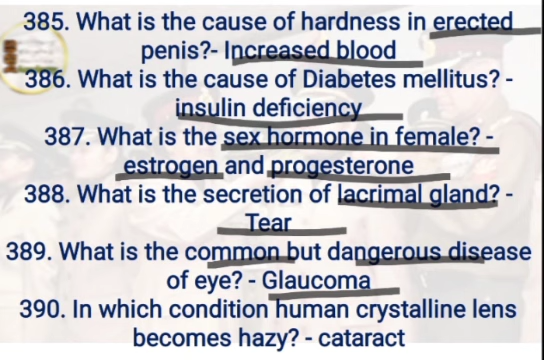 385. What is the cause of hardness in erected
penis?- Increased blood
386. What is the cause of Diabetes mellitus? -
insulin deficiency
387. What is the sex hormone in female? -
estrogen and progesterone
388. What is the secretion of lacrimal gland? -
Tear
389. What is the common but dangerous disease
of eye? - Glaucoma
390. In which condition human crystalline lens
becomes hazy? - cataract